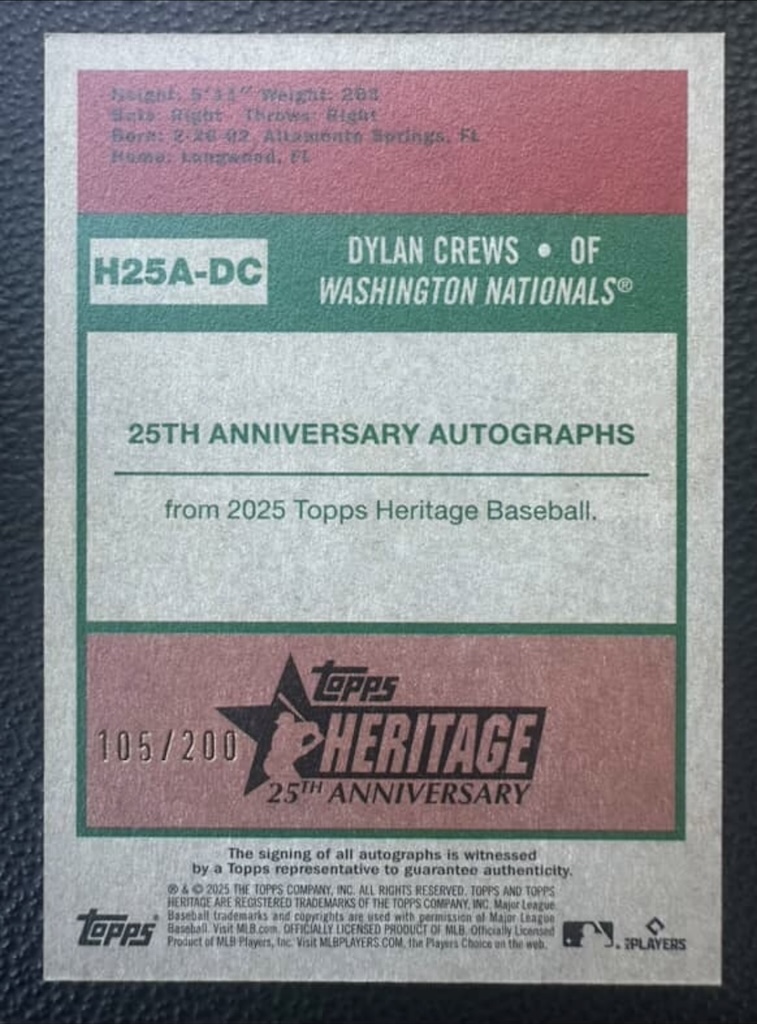 Height: 5'11" Weight: 203
Bats: Right Throws: Right
Born: 2-26-02, Altamonte Springs, FL
Home: Longwood, FL
H25A-DC
DYLAN CREWS • OF
WASHINGTON NATIONALS®
25TH ANNIVERSARY AUTOGRAPHS
from 2025 Topps Heritage Baseball.
105/200
TOPPS
HERITAGE
25TH ANNIVERSARY
The signing of all autographs is witnessed
by a Topps representative to guarantee authenticity.
® & © 2025 THE TOPPS COMPANY, INC. ALL RIGHTS RESERVED. TOPPS AND TOPPS
HERITAGE ARE REGISTERED TRADEMARKS OF THE TOPPS COMPANY, INC. Major League
Baseball trademarks and copyrights are used with permission of Major League
Baseball. Visit MLB.com. OFFICIALLY LICENSED PRODUCT OF MLB. Officially Licensed
Product of MLB Players, Inc. Visit MLBPLAYERS.COM, the Players Choice on the web.
TOPPS®
PLAYERS